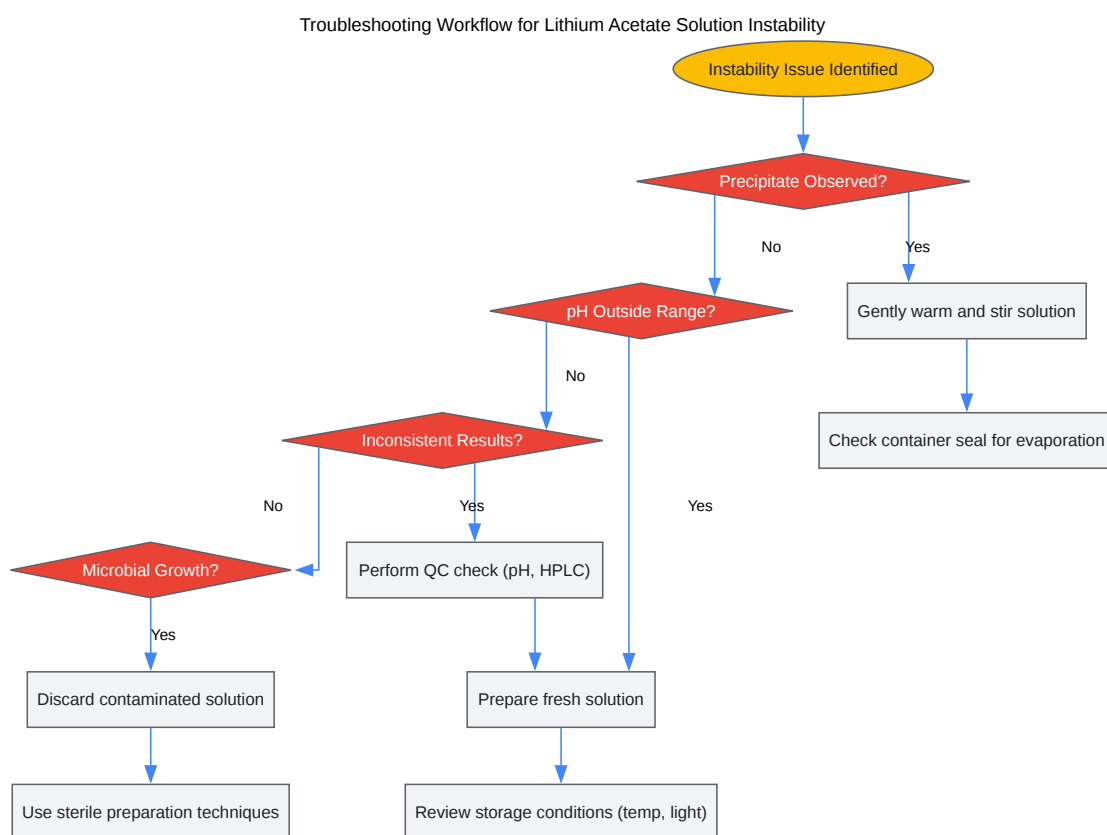 Troubleshooting Workflow for Lithium Acetate Solution Instability
Instability Issue Identified
Precipitate Observed?
No
Yes
pH Outside Range?
Gently warm and stir solution
No
Inconsistent Results?
Check container seal for evaporation
No
Yes
Yes
Microbial Growth?
Perform QC check (pH, HPLC)
Yes
Discard contaminated solution
Prepare fresh solution
Use sterile preparation techniques
Review storage conditions (temp, light)